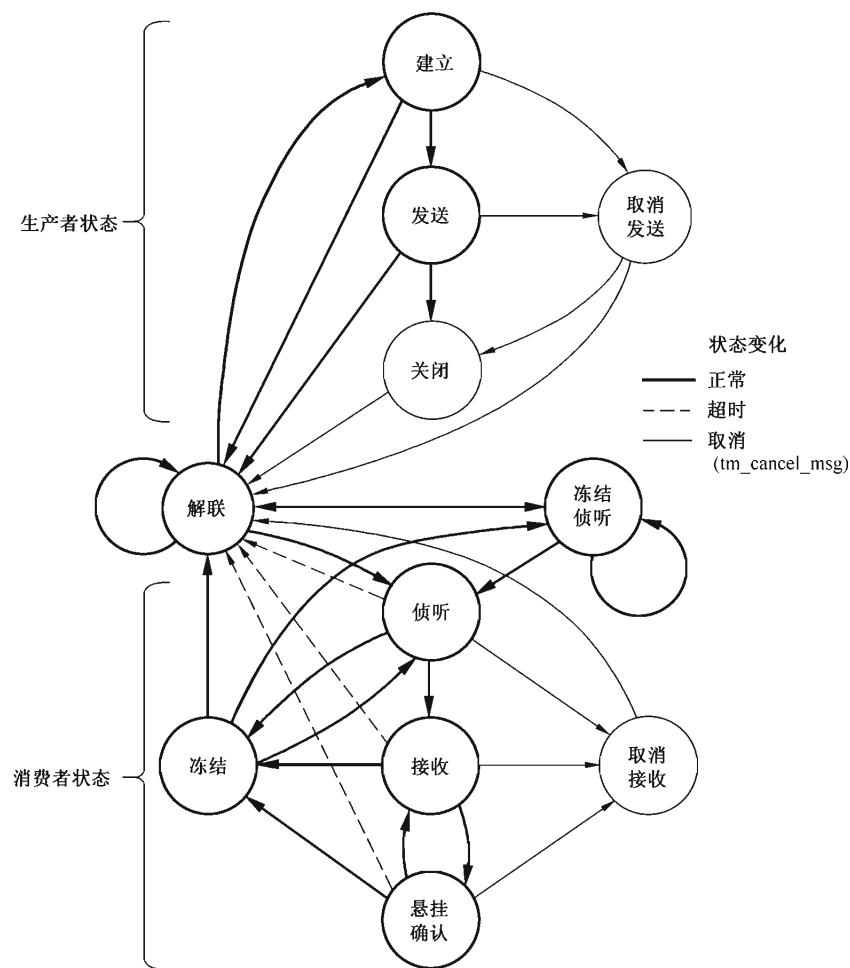 建立
生产者状态
发送
取消
发送
关闭
状态变化
正常
超时
取消
(tm_cancel_msg)
解联
冻结
侦听
侦听
消费者状态
冻结
接收
取消
接收
悬挂
确认